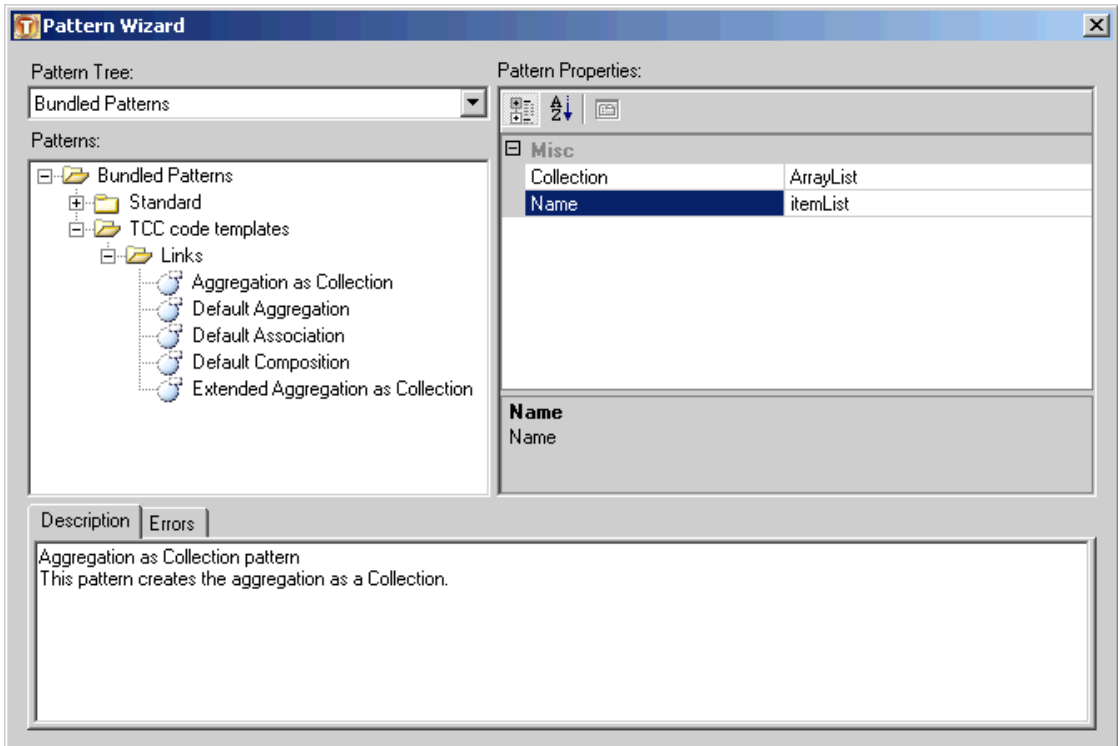 Pattern Wizard
Pattern Tree:
Bundled Patterns
Patterns:
Bundled Patterns
Standard
TCC code templates
Links
Aggregation as Collection
Default Aggregation
Default Association
Default Composition
Extended Aggregation as Collection
Pattern Properties:
Misc
Collection ArrayList
Name itemList
Name
Name
Description Errors
Aggregation as Collection pattern
This pattern creates the aggregation as a Collection.